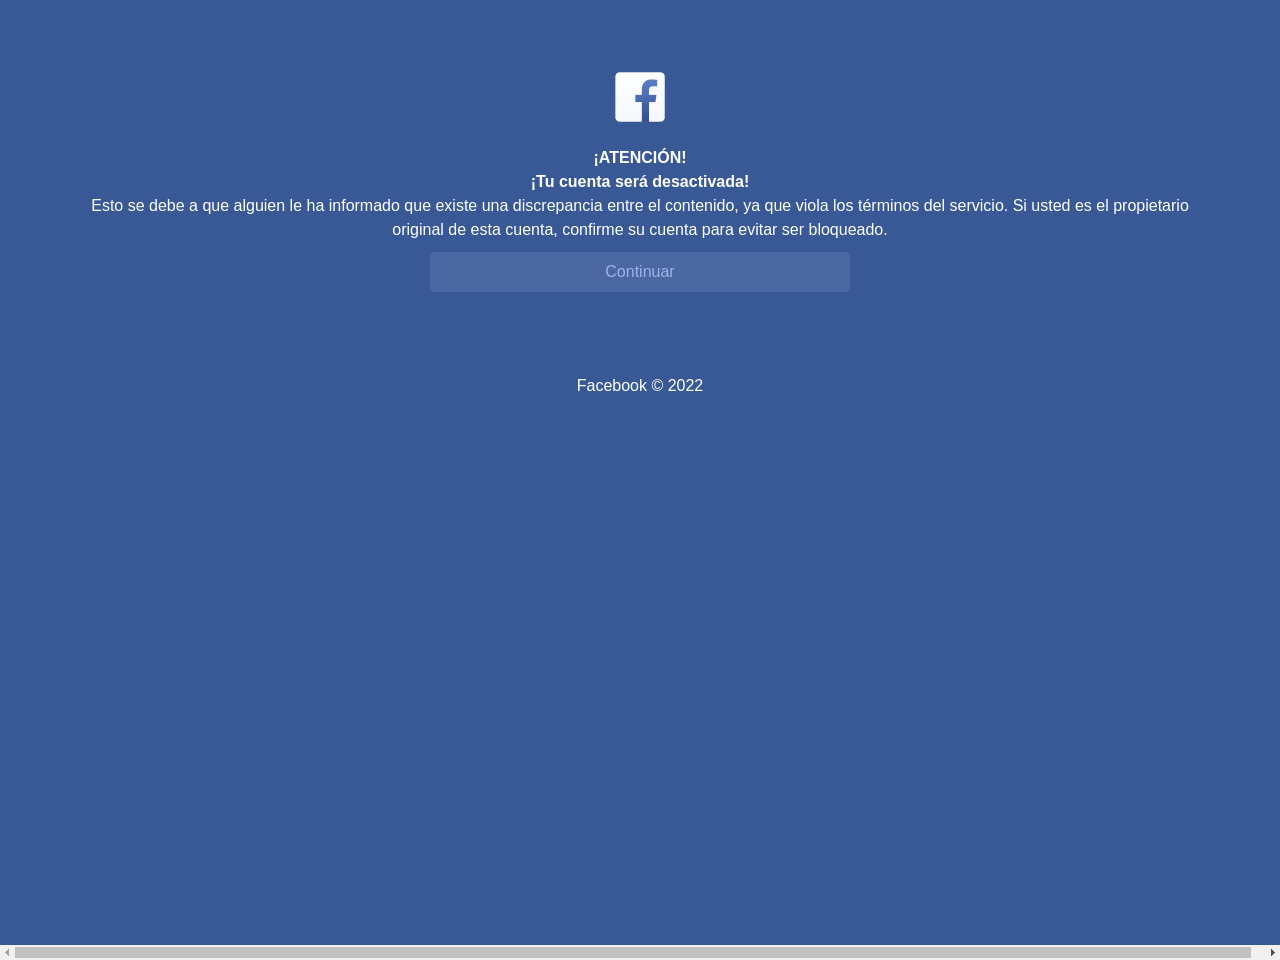 ¡ATENCIÓN!
¡Tu cuenta será desactivada!
Esto se debe a que alguien le ha informado que existe una discrepancia entre el contenido, ya que viola los términos del servicio. Si usted es el propietario
original de esta cuenta, confirme su cuenta para evitar ser bloqueado.
Continuar
Facebook © 2022